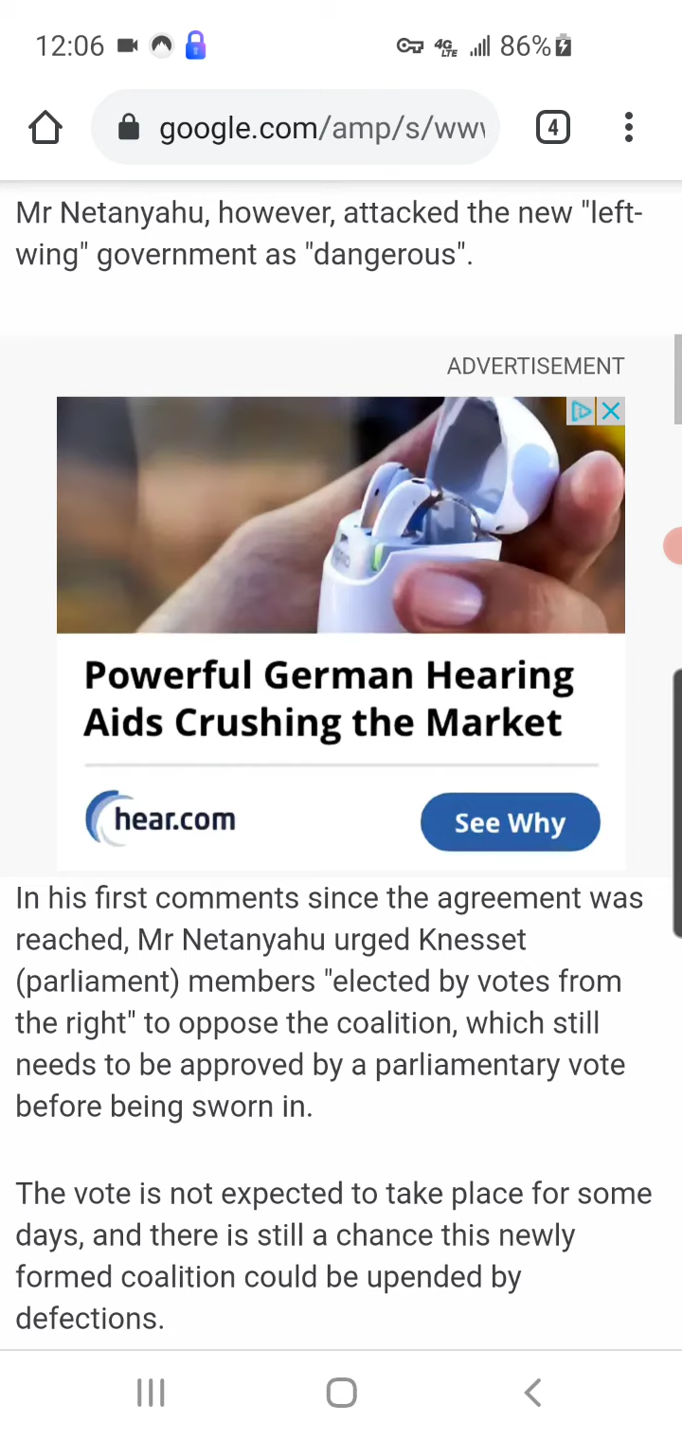 12:06 4G LTE 86%
google.com/amp/s/www
4
Mr Netanyahu, however, attacked the new "left-
wing" government as "dangerous".
ADVERTISEMENT
Powerful German Hearing
Aids Crushing the Market
hear.com
See Why
In his first comments since the agreement was
reached, Mr Netanyahu urged Knesset
(parliament) members "elected by votes from
the right" to oppose the coalition, which still
needs to be approved by a parliamentary vote
before being sworn in.
The vote is not expected to take place for some
days, and there is still a chance this newly
formed coalition could be upended by
defections.